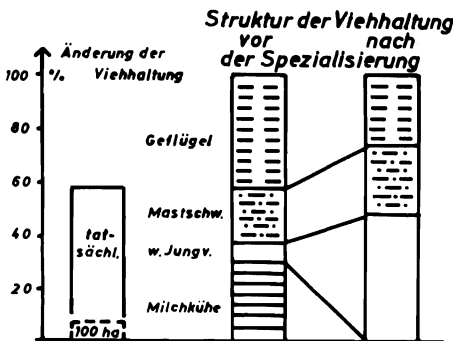 Struktur der Viehhaltung
vor nach
der Spezialisierung
Änderung der
Viehhaltung
%
100
80
60
40
20
Geflügel
Mastschw.
w. Jungv.
Milchkühe
tat-
sächl.
100 ha